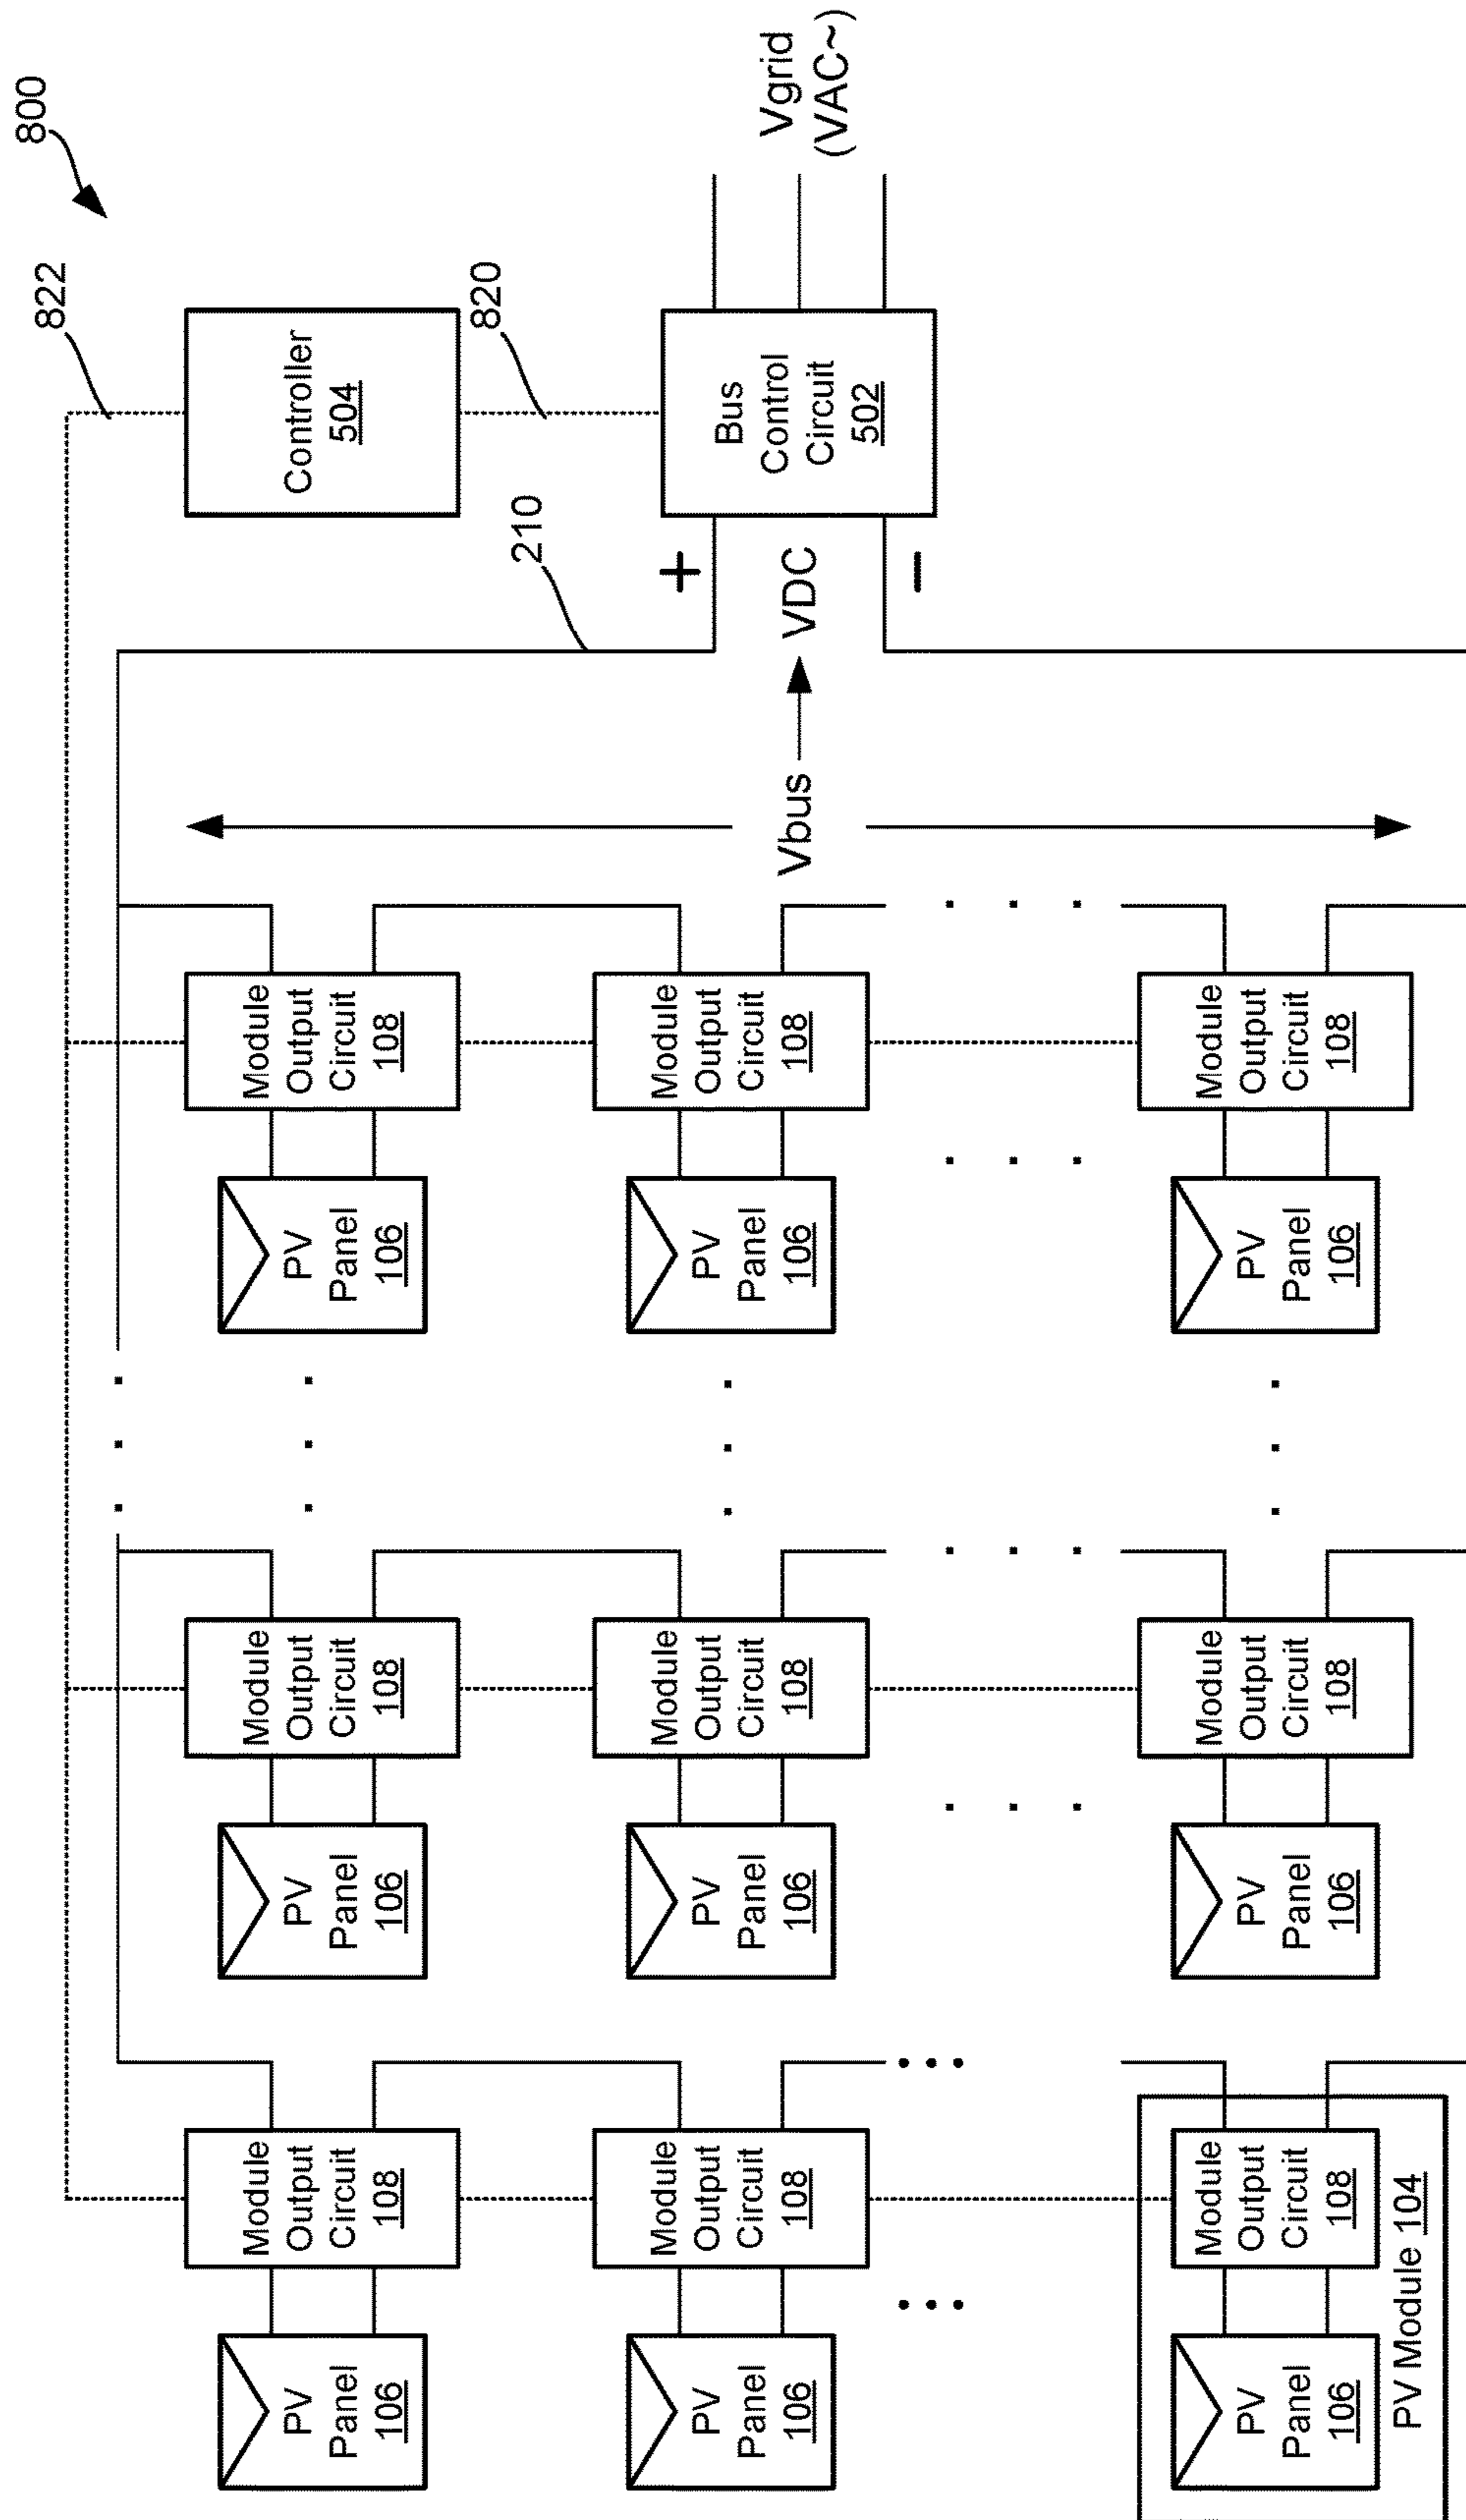 800
822
PV
Panel
106
Module
Output
Circuit
108
PV
Panel
106
Module
Output
Circuit
108
PV
Panel
106
Module
Output
Circuit
108
Controller
504
820
210
PV
Panel
106
Module
Output
Circuit
108
PV
Panel
106
Module
Output
Circuit
108
PV
Panel
106
Module
Output
Circuit
108
Vbus
+
VDC
−
Bus
Control
Circuit
502
Vgrid
(VAC~)
PV
Panel
106
Module
Output
Circuit
108
PV Module 104
PV
Panel
106
Module
Output
Circuit
108
PV
Panel
106
Module
Output
Circuit
108